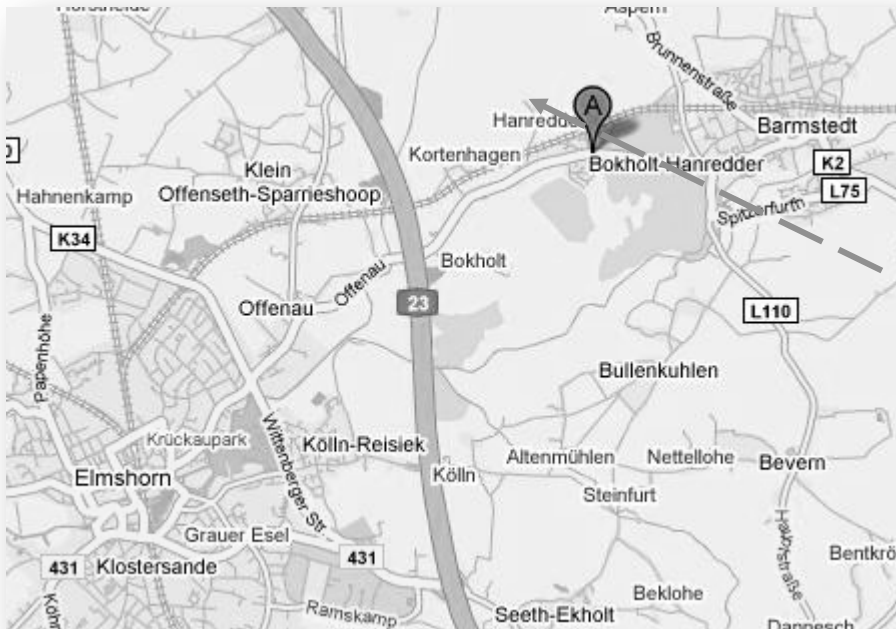 Aspern
Brunnenstraße
A
Hanredder
Barmstedt
Kortenhagen
Bokholt-Hanredder
K2
Klein
Offenseth-Sparrieshoop
L75
Hahnenkamp
Spitzerfurth
K34
Bokholt
Offenau
Offenau
23
L110
Papenhöhe
Bullenkuhlen
Krückaupark
Wittenberger Str
Kölln-Reisiek
Elmshorn
Kölln
Altenmühlen
Nettellohe
Bevern
Steinfurt
Grauer Esel
431
431
Klostersande
Hauptstraße
Bentkrö
Beklohe
Ramskamp
Seeth-Ekholt